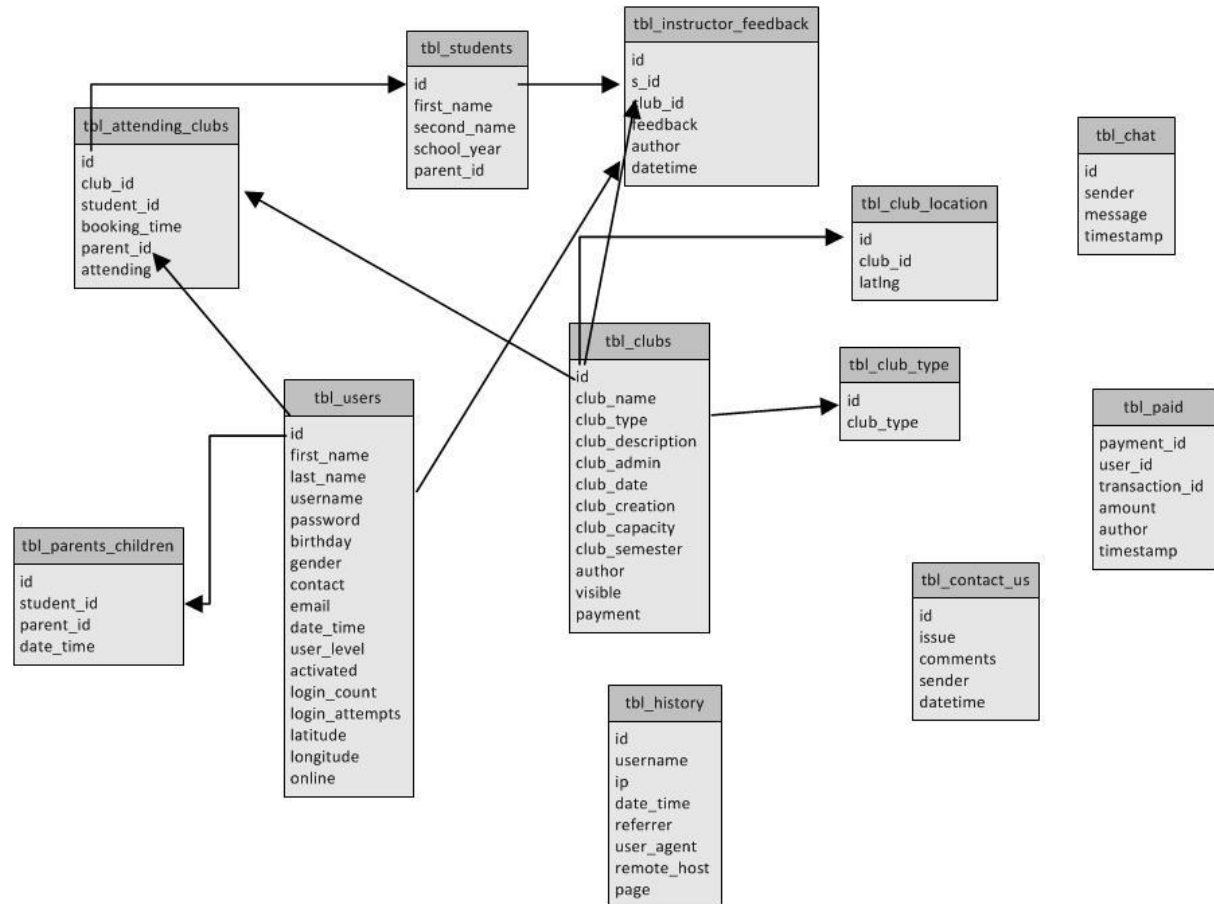 tbl_instructor_feedback
id
s_id
club_id
feedback
author
datetime
tbl_students
id
first_name
second_name
school_year
parent_id
tbl_attending_clubs
id
club_id
student_id
booking_time
parent_id
attending
tbl_chat
id
sender
message
timestamp
tbl_club_location
id
club_id
latlng
tbl_clubs
id
club_name
club_type
club_description
club_admin
club_date
club_creation
club_capacity
club_semester
author
visible
payment
tbl_club_type
id
club_type
tbl_users
id
first_name
last_name
username
password
birthday
gender
contact
email
date_time
user_level
activated
login_count
login_attempts
latitude
longitude
online
tbl_paid
payment_id
user_id
transaction_id
amount
author
timestamp
tbl_parents_children
id
student_id
parent_id
date_time
tbl_contact_us
id
issue
comments
sender
datetime
tbl_history
id
username
ip
date_time
referrer
user_agent
remote_host
page